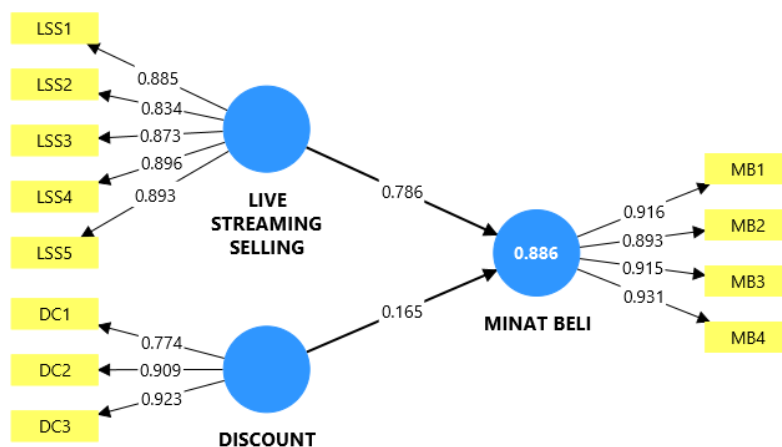 LSS1
LSS2
LSS3
LSS4
LSS5
0.885
0.834
0.873
0.896
0.893
LIVE
STREAMING
SELLING
0.786
DC1
DC2
DC3
0.774
0.909
0.923
DISCOUNT
0.165
0.886
MINAT BELI
0.916
0.893
0.915
0.931
MB1
MB2
MB3
MB4